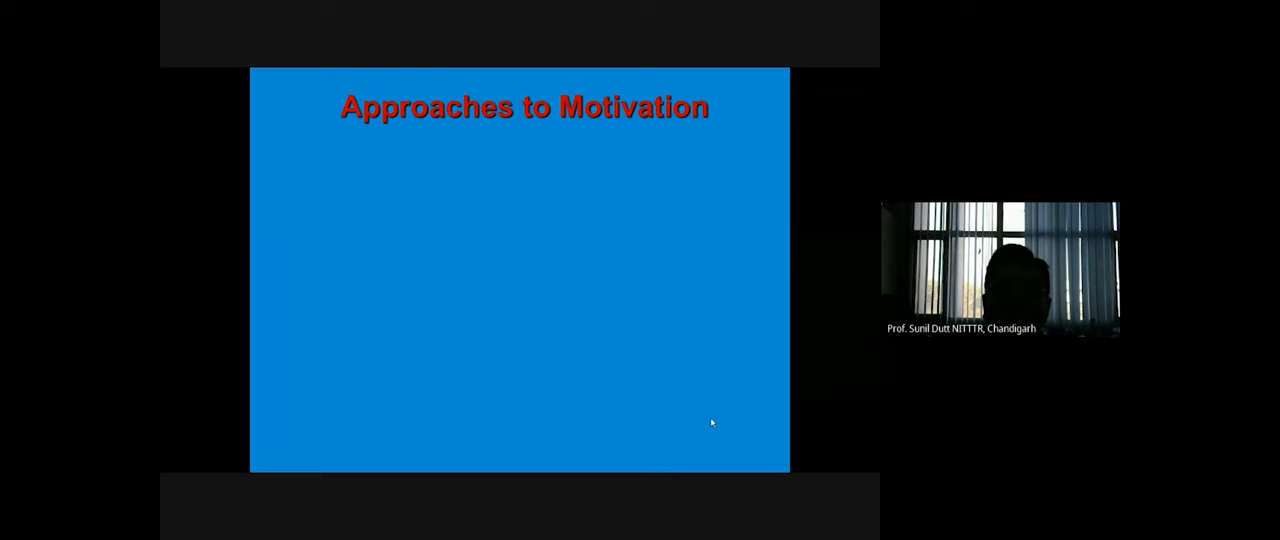 Approaches to Motivation
Prof. Sunil Dutt NITTTR, Chandigarh